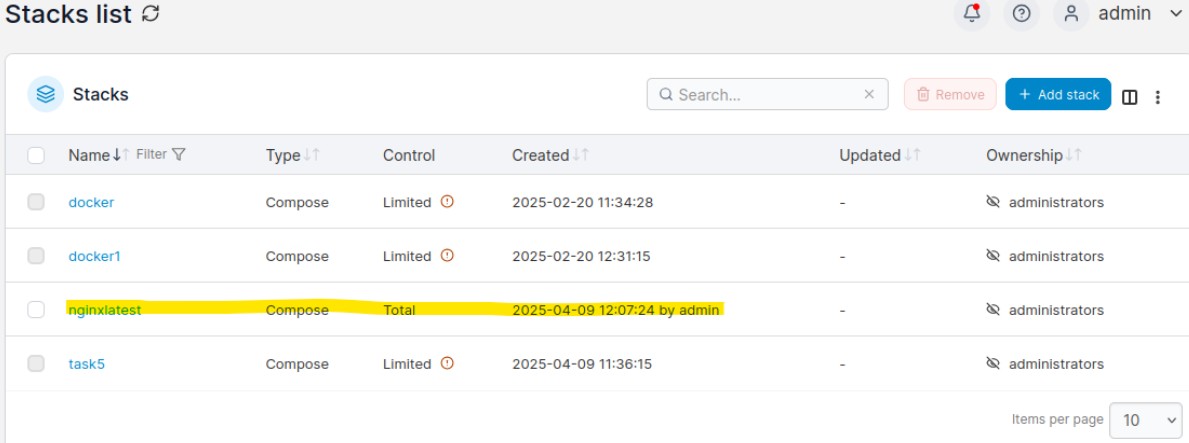 Stacks list
admin
Stacks
Search...
Remove
+ Add stack
Name Filter Type Control Created Updated Ownership
docker Compose Limited 2025-02-20 11:34:28 - administrators
docker1 Compose Limited 2025-02-20 12:31:15 - administrators
nginxlatest Compose Total 2025-04-09 12:07:24 by admin - administrators
task5 Compose Limited 2025-04-09 11:36:15 - administrators
Items per page 10